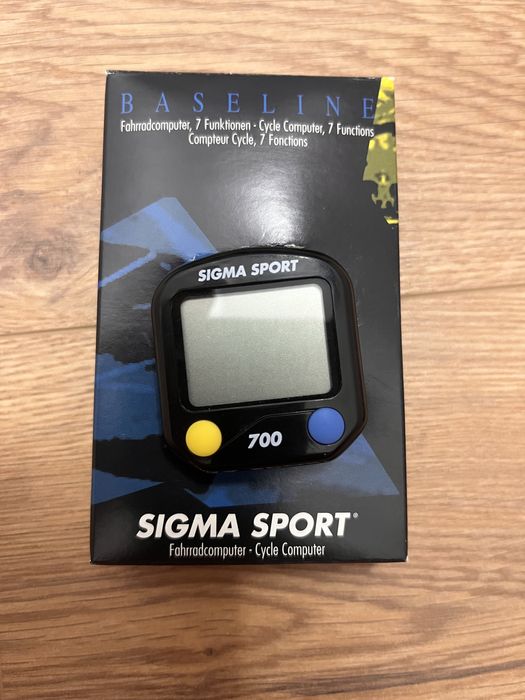 BASELINE
Fahrradcomputer, 7 Funktionen - Cycle Computer, 7 Functions
Compteur Cycle, 7 Fonctions
SIGMA SPORT
700
SIGMA SPORT®
Fahrradcomputer - Cycle Computer